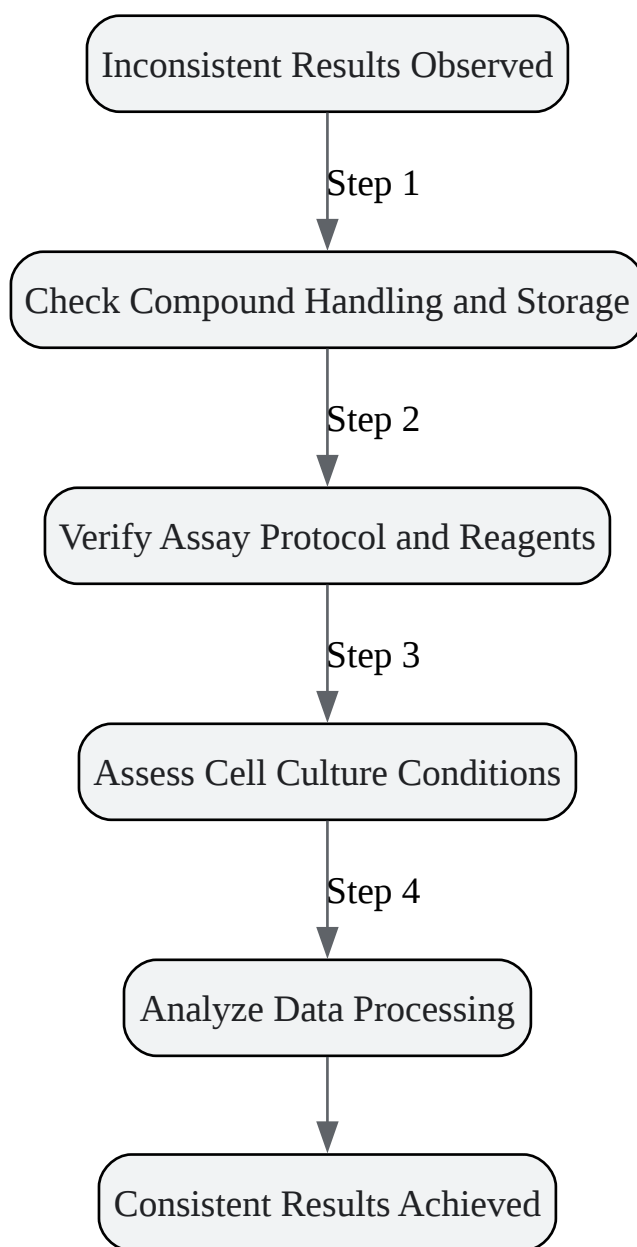 Inconsistent Results Observed
Step 1
Check Compound Handling and Storage
Step 2
Verify Assay Protocol and Reagents
Step 3
Assess Cell Culture Conditions
Step 4
Analyze Data Processing
Consistent Results Achieved